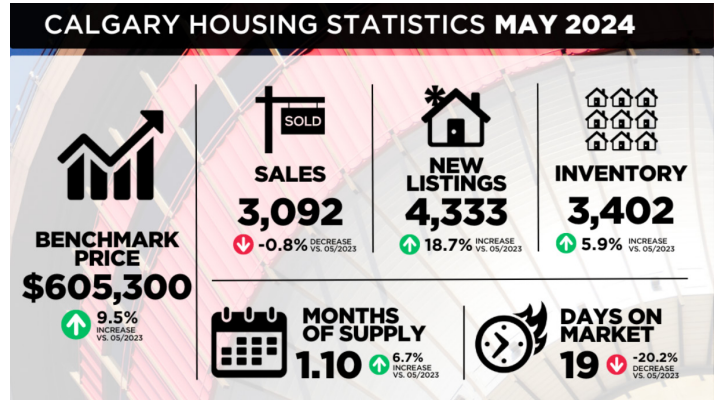 CALGARY HOUSING STATISTICS MAY 2024
BENCHMARK
PRICE
$605,300
9.5%
INCREASE
VS. 05/2023
SOLD
SALES
3,092
-0.8% DECREASE
VS. 05/2023
NEW
LISTINGS
4,333
18.7% INCREASE
VS. 05/2023
INVENTORY
3,402
5.9% INCREASE
VS. 05/2023
MONTHS
OF SUPPLY
1.10
6.7%
INCREASE
VS. 05/2023
DAYS ON
MARKET
19
-20.2%
DECREASE
VS. 05/2023